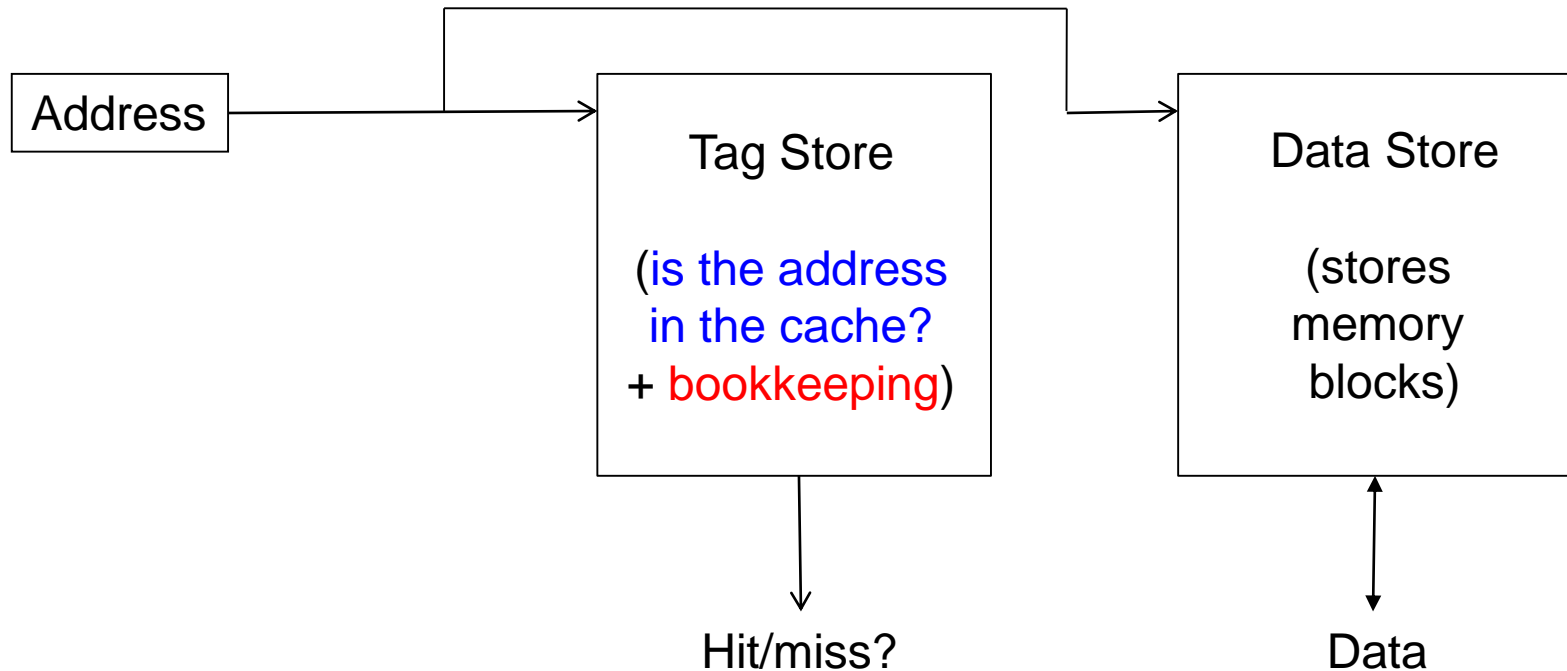 Address
Tag Store
(is the address
in the cache?
+ bookkeeping)
Data Store
(stores
memory
blocks)
Hit/miss?
Data